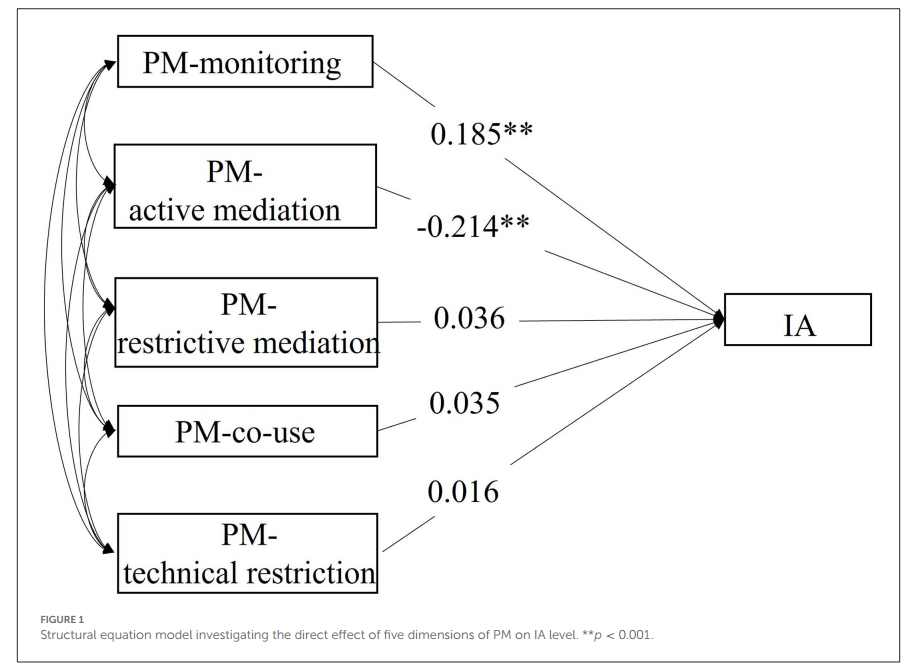 PM-monitoring
0.185**
PM-
active mediation
-0.214**
PM-
restrictive mediation
0.036
IA
PM-co-use
0.035
0.016
PM-
technical restriction
FIGURE 1
Structural equation model investigating the direct effect of five dimensions of PM on IA level. **p < 0.001.